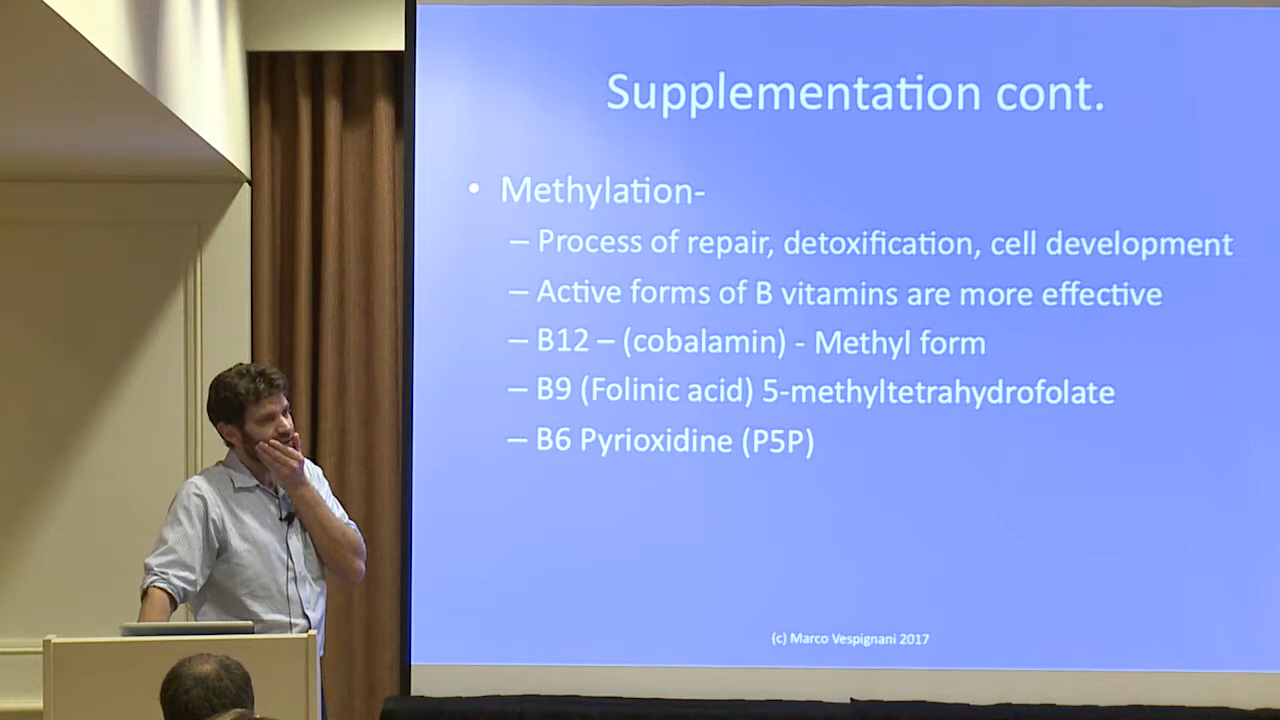 Supplementation cont.
• Methylation-
– Process of repair, detoxification, cell development
– Active forms of B vitamins are more effective
– B12 – (cobalamin) - Methyl form
– B9 (Folinic acid) 5-methyltetrahydrofolate
– B6 Pyrioxidine (P5P)
(c) Marco Vespignani 2017